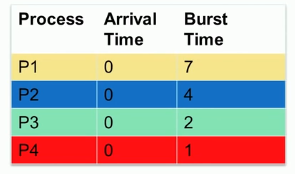 Process Arrival Time Burst Time
P1 0 7
P2 0 4
P3 0 2
P4 0 1